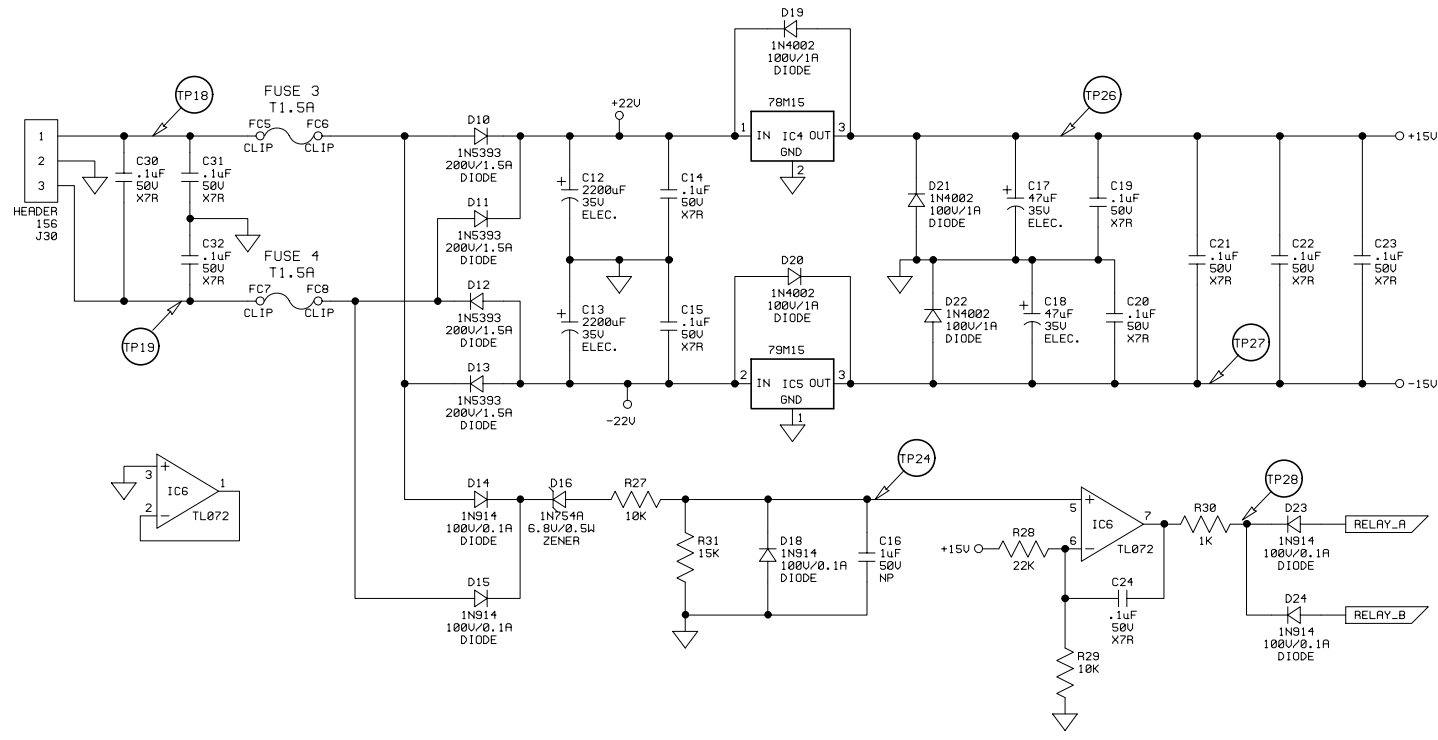 D19
1N4002
100V/1A
DIODE
TP18
FUSE 3
T1.5A
FC5
FC6
CLIP
CLIP
+22V
78M15
1
IN
IC4
OUT
3
GND
2
TP26
+15V
HEADER
156
J30
1
2
3
C30
.1uF
50V
X7R
C31
.1uF
50V
X7R
C32
.1uF
50V
X7R
D10
1N5393
200V/1.5A
DIODE
D11
1N5393
200V/1.5A
DIODE
C12
2200uF
35V
ELEC.
+
C14
.1uF
50V
X7R
D21
1N4002
100V/1A
DIODE
+
C17
47uF
35V
ELEC.
C19
.1uF
50V
X7R
FUSE 4
T1.5A
FC7
FC8
CLIP
CLIP
TP19
D12
1N5393
200V/1.5A
DIODE
D13
1N5393
200V/1.5A
DIODE
+
C13
2200uF
35V
ELEC.
C15
.1uF
50V
X7R
-22V
D20
1N4002
100V/1A
DIODE
79M15
2
IN
IC5
OUT
3
GND
1
D22
1N4002
100V/1A
DIODE
+
C18
47uF
35V
ELEC.
C20
.1uF
50V
X7R
C21
.1uF
50V
X7R
C22
.1uF
50V
X7R
C23
.1uF
50V
X7R
TP27
-15V
3
+
IC6
1
2
-
TL072
D14
1N914
100V/0.1A
DIODE
D16
1N754A
6.8V/0.5W
ZENER
R27
10K
D15
1N914
100V/0.1A
DIODE
R31
15K
D18
1N914
100V/0.1A
DIODE
C16
1uF
50V
NP
TP24
5
+
IC6
7
6
-
TL072
+15V
R28
22K
C24
.1uF
50V
X7R
R29
10K
R30
1K
TP28
D23
1N914
100V/0.1A
DIODE
RELAY_A
D24
1N914
100V/0.1A
DIODE
RELAY_B